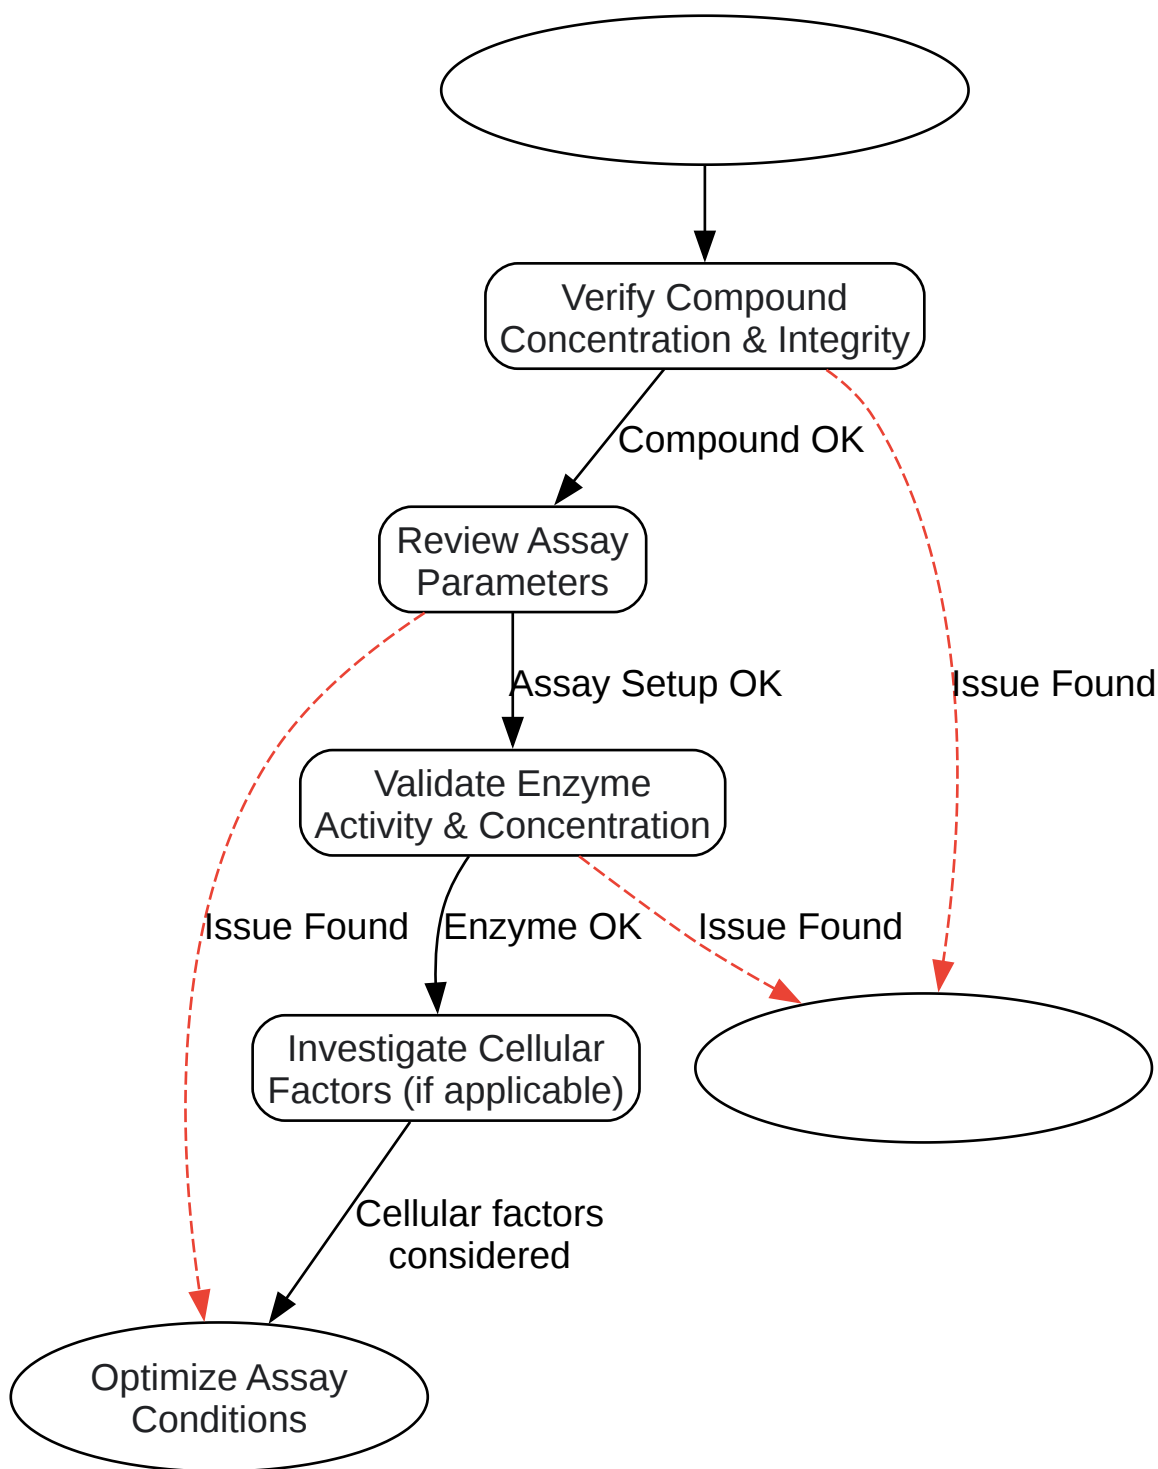 Verify Compound
Concentration & Integrity
Compound OK
Review Assay
Parameters
Assay Setup OK
Issue Found
Validate Enzyme
Activity & Concentration
Issue Found
Enzyme OK
Issue Found
Investigate Cellular
Factors (if applicable)
Cellular factors
considered
Optimize Assay
Conditions